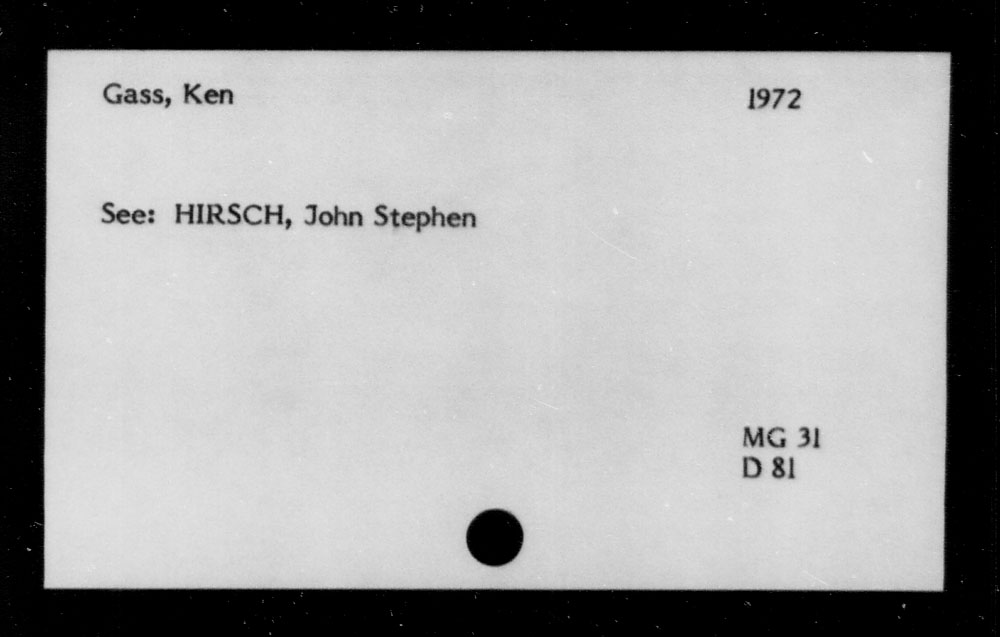 Gass, Ken 1972
See: HIRSCH, John Stephen
MG 31
D 81